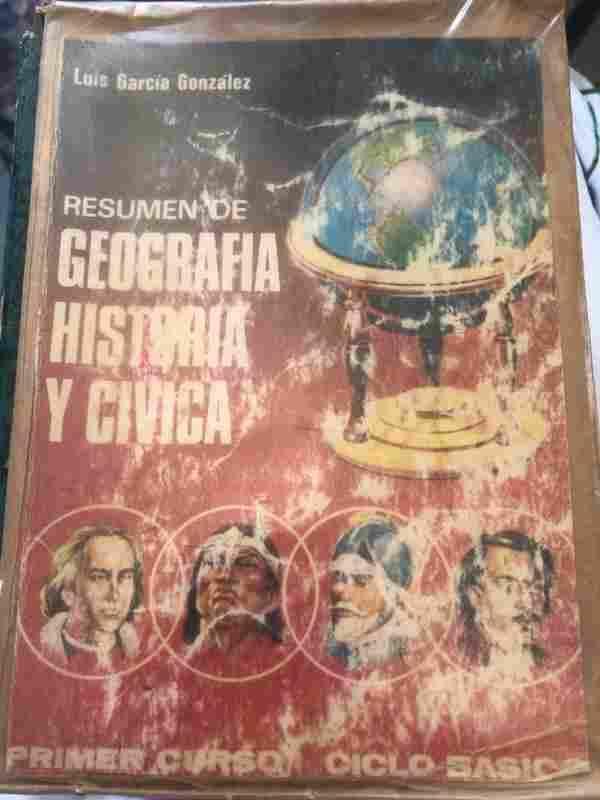 Luis García González
RESUMEN DE
GEOGRAFIA
HISTORIA
Y CIVICA
PRIMER CURSO CICLO BASICO